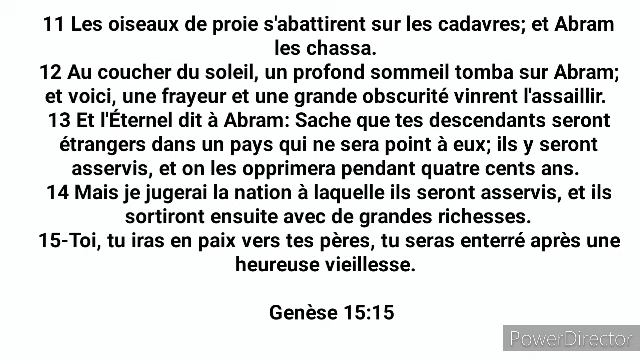 11 Les oiseaux de proie s'abattirent sur les cadavres; et Abram
les chassa.
12 Au coucher du soleil, un profond sommeil tomba sur Abram;
et voici, une frayeur et une grande obscurité vinrent l'assaillir.
13 Et l'Éternel dit à Abram: Sache que tes descendants seront
étrangers dans un pays qui ne sera point à eux; ils y seront
asservis, et on les opprimera pendant quatre cents ans.
14 Mais je jugerai la nation à laquelle ils seront asservis, et ils
sortiront ensuite avec de grandes richesses.
15-Toi, tu iras en paix vers tes pères, tu seras enterré après une
heureuse vieillesse.
Genèse 15:15
PowerDirector